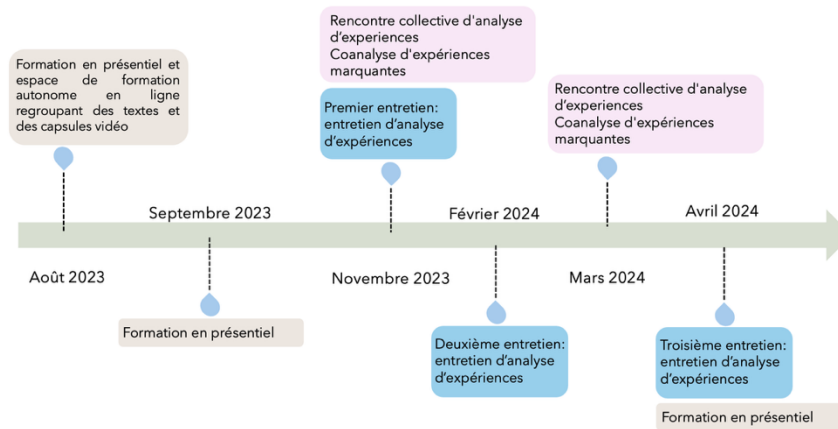 Formation en présentiel et
espace de formation
autonome en ligne
regroupant des textes et
des capsules vidéo
Rencontre collective d'analyse
d'experiences
Coanalyse d'expériences
marquantes
Premier entretien:
entretien d'analyse
d'expériences
Rencontre collective d'analyse
d'experiences
Coanalyse d'expériences
marquantes
Septembre 2023
Février 2024
Avril 2024
Août 2023
Novembre 2023
Mars 2024
Formation en présentiel
Deuxième entretien:
entretien d'analyse
d'expériences
Troisième entretien:
entretien d'analyse
d'expériences
Formation en présentiel